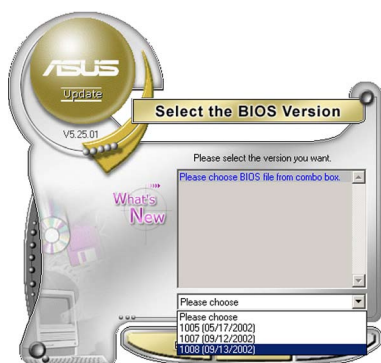 ASUS
Update
V5.25.01
Select the BIOS Version
Please select the version you want.
Please choose BIOS file from combo box.
What's
New
Please choose
Please choose
1005 (05/17/2002)
1007 (09/12/2002)
1008 (09/13/2002)